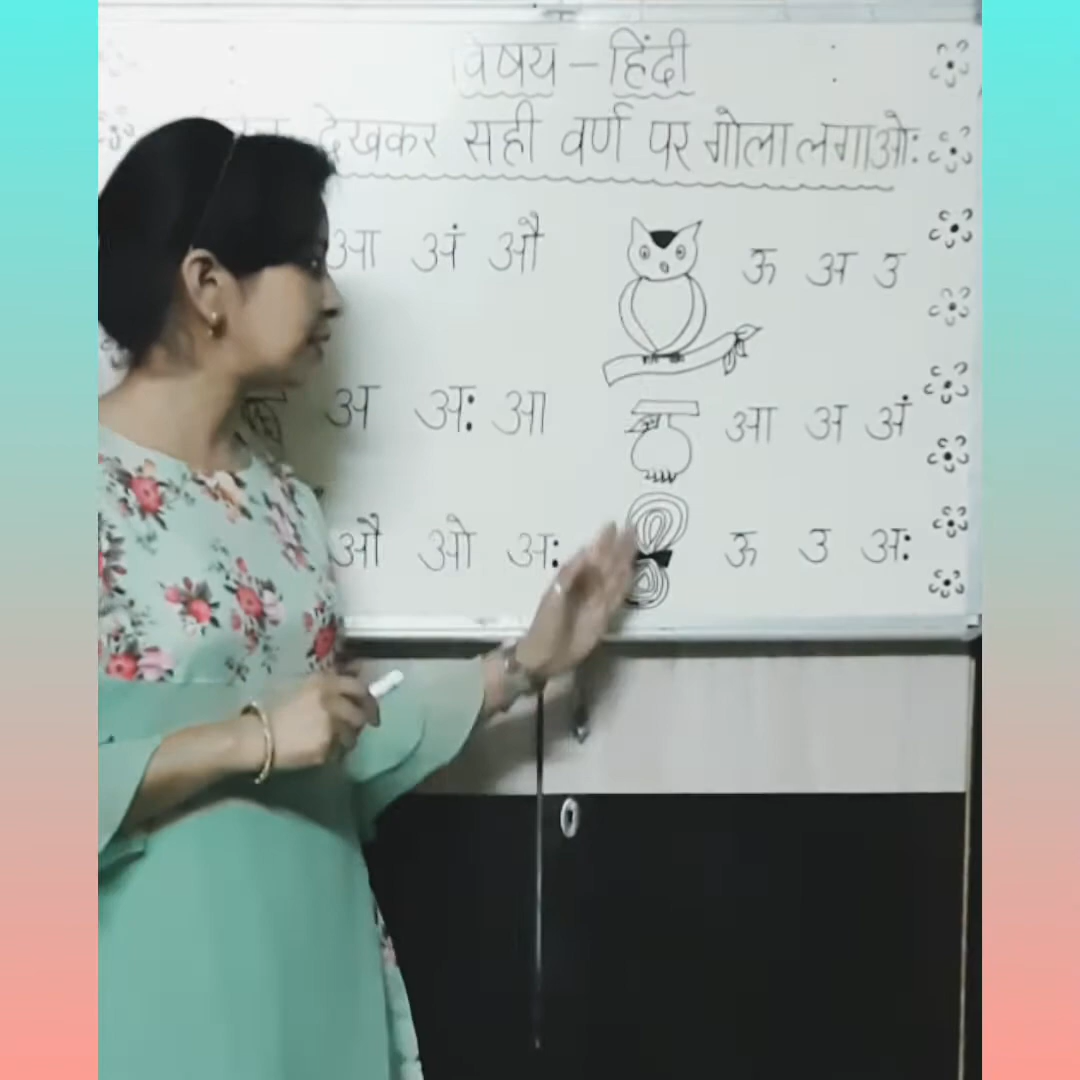 विषय – हिंदी
देखकर सही वर्ण पर गोला लगाओ:
आ अं औ ऊ अ उ
अ अ: आ आ अ अं
औ ओ अ: ऊ उ अ: